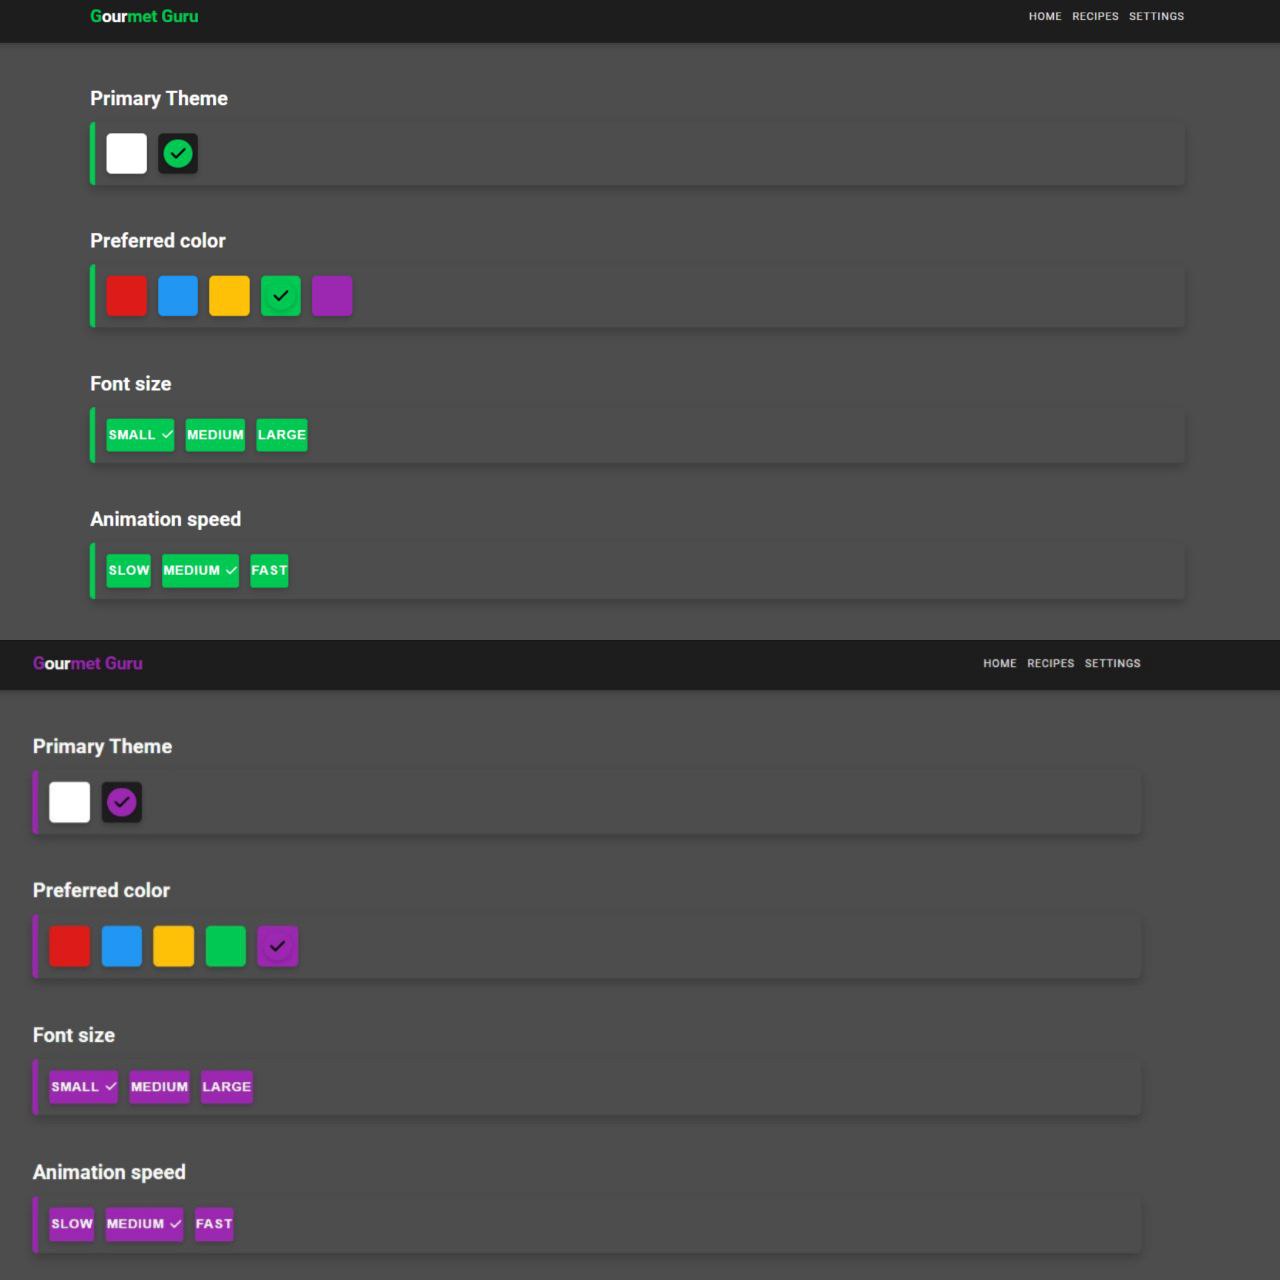 Gourmet Guru HOME RECIPES SETTINGS
Primary Theme
Preferred color
Font size
SMALL MEDIUM LARGE
Animation speed
SLOW MEDIUM FAST
Gourmet Guru HOME RECIPES SETTINGS
Primary Theme
Preferred color
Font size
SMALL MEDIUM LARGE
Animation speed
SLOW MEDIUM FAST